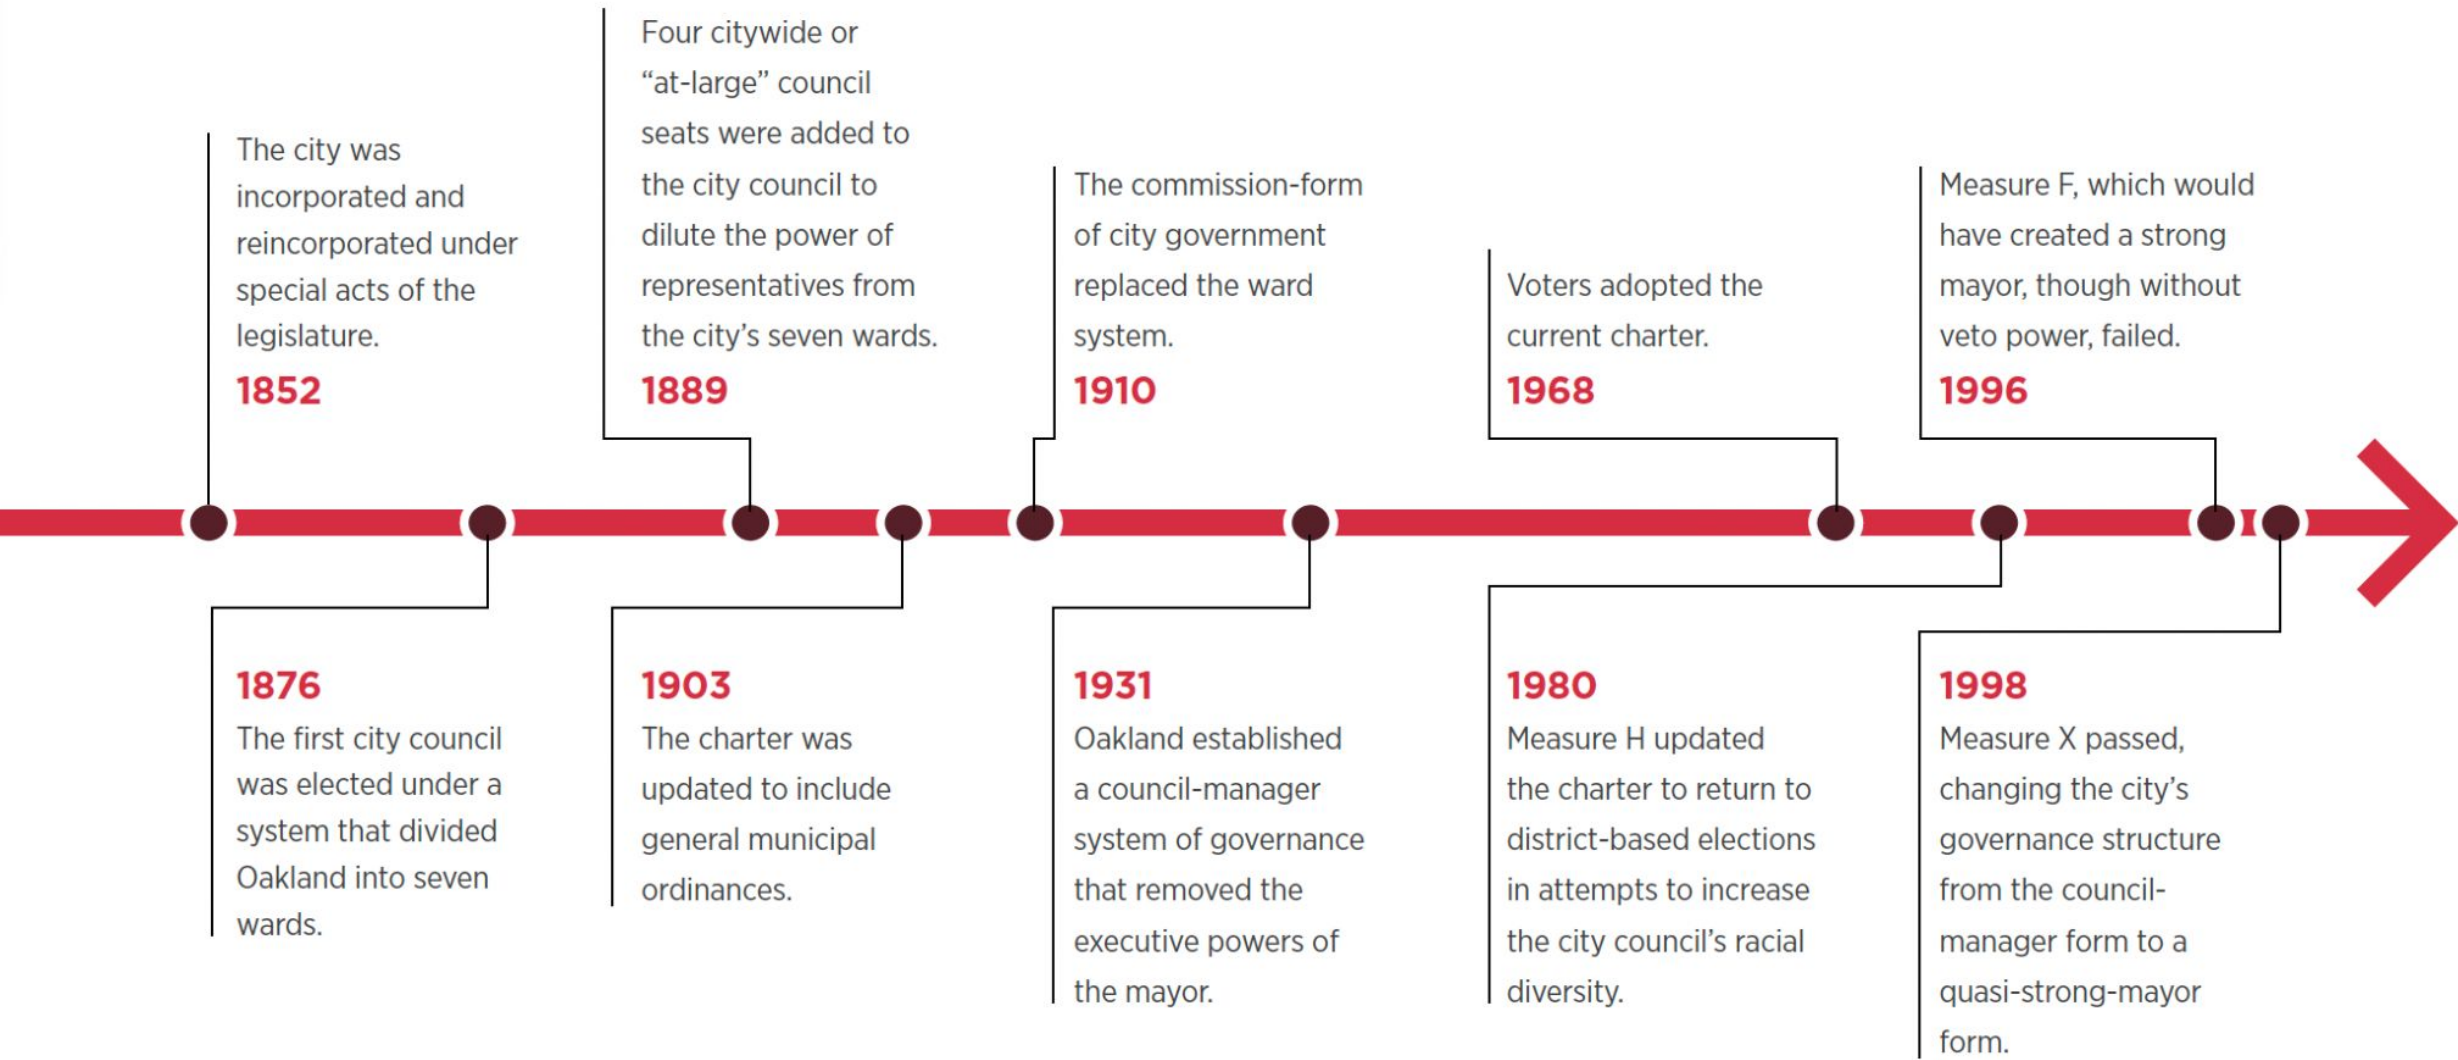 The city was
incorporated and
reincorporated under
special acts of the
legislature.
1852
Four citywide or
“at-large” council
seats were added to
the city council to
dilute the power of
representatives from
the city’s seven wards.
1889
The commission-form
of city government
replaced the ward
system.
1910
Voters adopted the
current charter.
1968
Measure F, which would
have created a strong
mayor, though without
veto power, failed.
1996
1876
The first city council
was elected under a
system that divided
Oakland into seven
wards.
1903
The charter was
updated to include
general municipal
ordinances.
1931
Oakland established
a council-manager
system of governance
that removed the
executive powers of
the mayor.
1980
Measure H updated
the charter to return to
district-based elections
in attempts to increase
the city council’s racial
diversity.
1998
Measure X passed,
changing the city’s
governance structure
from the council-
manager form to a
quasi-strong-mayor
form.